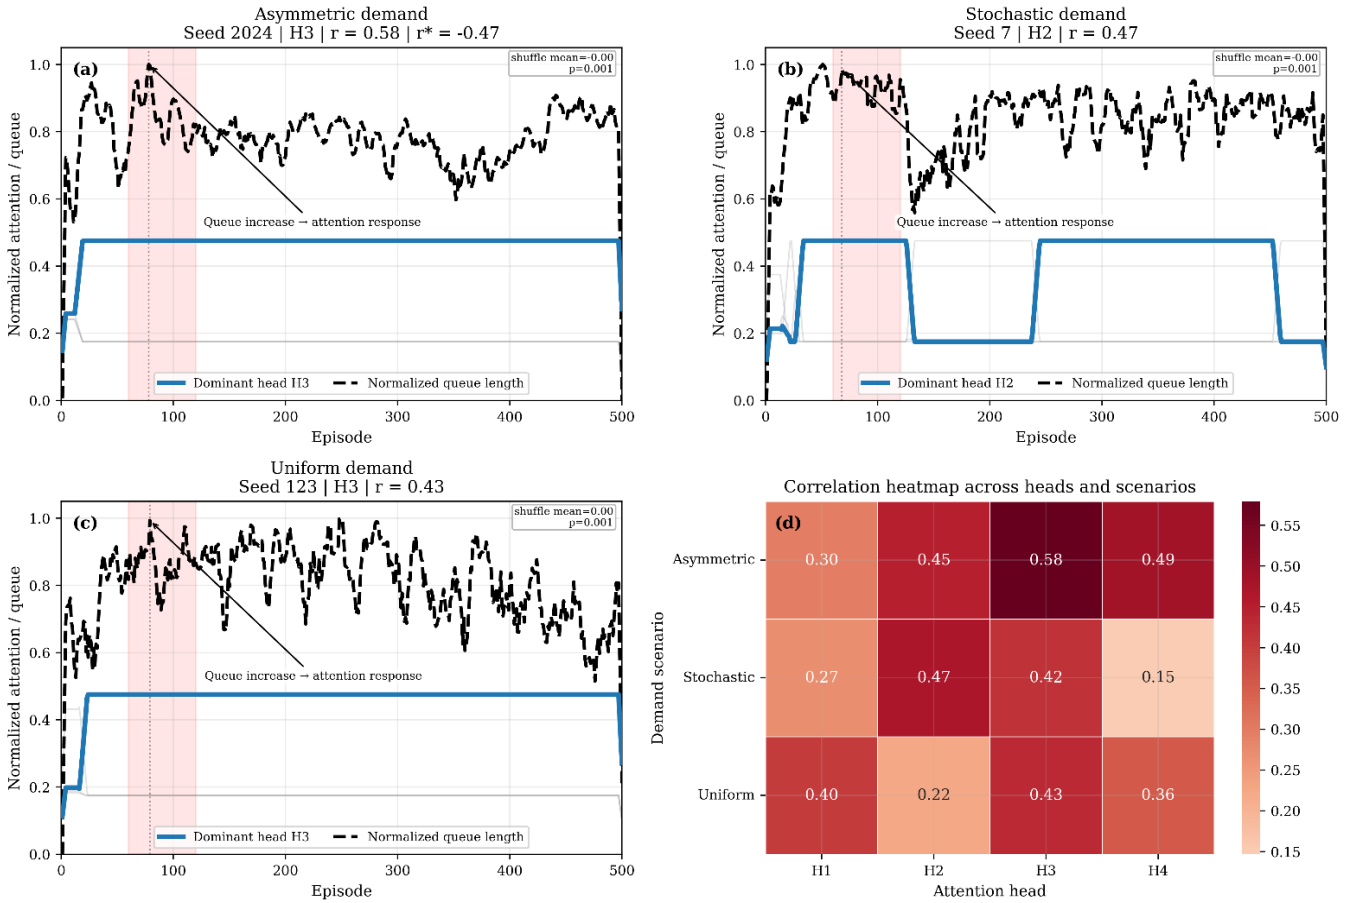 Asymmetric demand
Seed 2024 | H3 | r = 0.58 | r* = -0.47
(a)
shuffle mean=-0.00
p=0.001
Normalized attention / queue
1.0
0.8
0.6
0.4
0.2
0.0
Queue increase → attention response
Dominant head H3
Normalized queue length
0
100
200
300
400
500
Episode
Stochastic demand
Seed 7 | H2 | r = 0.47
(b)
shuffle mean=-0.00
p=0.001
Normalized attention / queue
1.0
0.8
0.6
0.4
0.2
0.0
Queue increase → attention response
Dominant head H2
Normalized queue length
0
100
200
300
400
500
Episode
Uniform demand
Seed 123 | H3 | r = 0.43
(c)
shuffle mean=0.00
p=0.001
Normalized attention / queue
1.0
0.8
0.6
0.4
0.2
0.0
Queue increase → attention response
Dominant head H3
Normalized queue length
0
100
200
300
400
500
Episode
Correlation heatmap across heads and scenarios
(d)
Demand scenario
Asymmetric
0.30 0.45 0.58 0.49
Stochastic
0.27 0.47 0.42 0.15
Uniform
0.40 0.22 0.43 0.36
H1 H2 H3 H4
Attention head
0.55
0.50
0.45
0.40
0.35
0.30
0.25
0.20
0.15